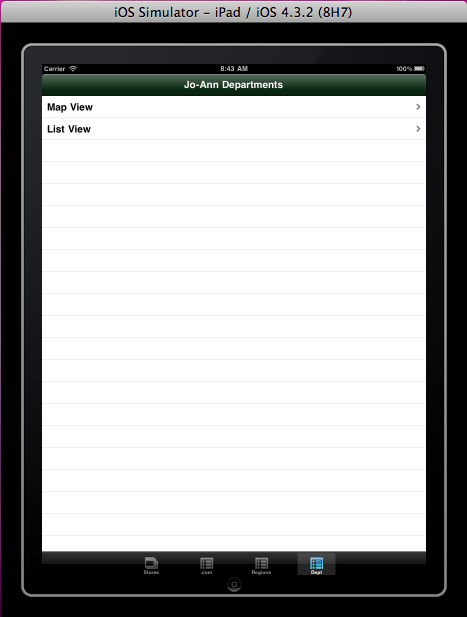 iOS Simulator – iPad / iOS 4.3.2 (8H7)
Carrier 8:43 AM 100%
Jo-Ann Departments
Map View
List View
Stores .com Regions Dept